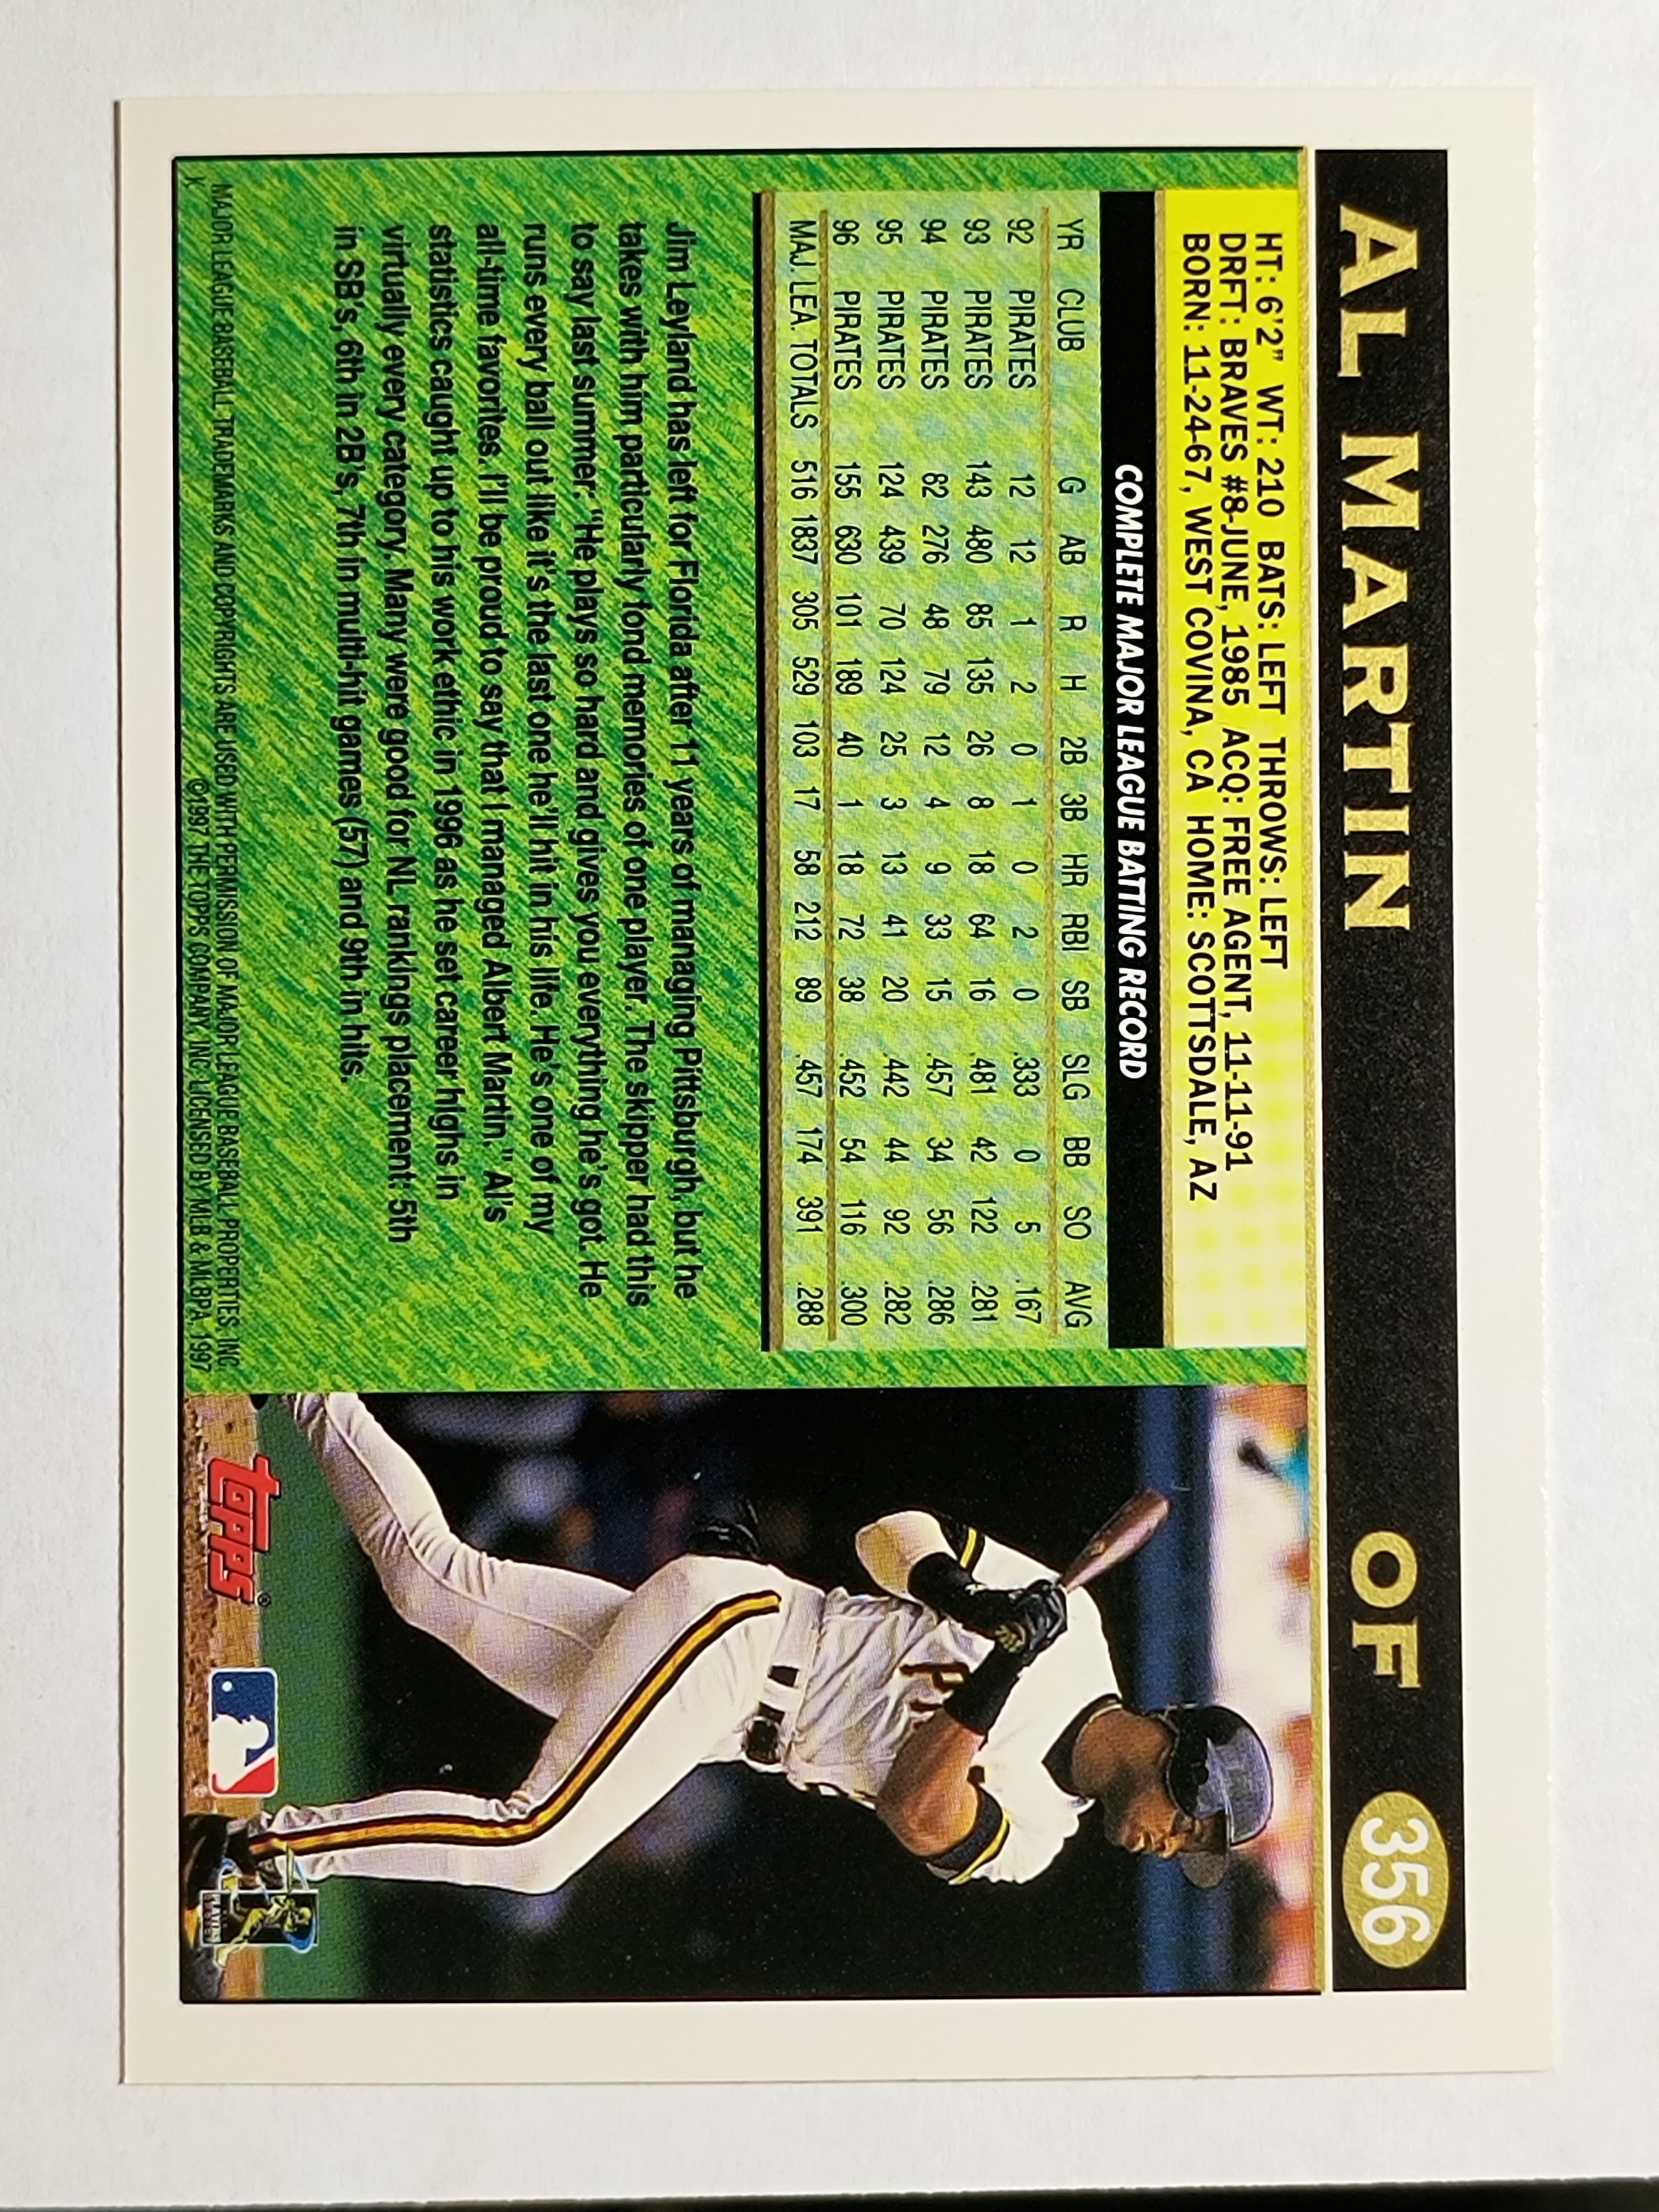 AL MARTIN OF 356
HT: 6'2" WT: 210 BATS: LEFT THROWS: LEFT
DRFT: BRAVES #8-JUNE, 1985 ACQ: FREE AGENT, 11-11-91
BORN: 11-24-67, WEST COVINA, CA HOME: SCOTTSDALE, AZ
COMPLETE MAJOR LEAGUE BATTING RECORD
YR CLUB G AB R H 2B 3B HR RBI SB SLG BB SO AVG
92 PIRATES 12 12 1 2 0 1 0 2 0 .333 0 5 .167
93 PIRATES 143 480 85 135 26 8 18 64 16 .481 42 122 .281
94 PIRATES 82 276 48 79 12 4 9 33 15 .457 34 56 .286
95 PIRATES 124 439 70 124 25 3 13 41 20 .442 44 92 .282
96 PIRATES 155 630 101 189 40 1 18 72 38 .452 54 116 .300
MAJ. LEA. TOTALS 516 1837 305 529 103 17 58 212 89 .457 174 391 .288
Jim Leyland has left for Florida after 11 years of managing Pittsburgh, but he
takes with him particularly fond memories of one player. The skipper had this
to say last summer: "He plays so hard and gives you everything he's got. He
runs every ball out like it's the last one he'll hit in his life. He's one of my
all-time favorites. I'll be proud to say that I managed Albert Martin." Al's
statistics caught up to his work ethic in 1996 as he set career highs in
virtually every category. Many were good for NL rankings placement: 5th
in SB's, 6th in 2B's, 7th in multi-hit games (57) and 9th in hits.
MAJOR LEAGUE BASEBALL TRADEMARKS AND COPYRIGHTS ARE USED WITH PERMISSION OF MAJOR LEAGUE BASEBALL PROPERTIES, INC
©1997 THE TOPPS COMPANY, INC. LICENSED BY MLB & MLBPA 1997
TOPPS®
PLAYERS